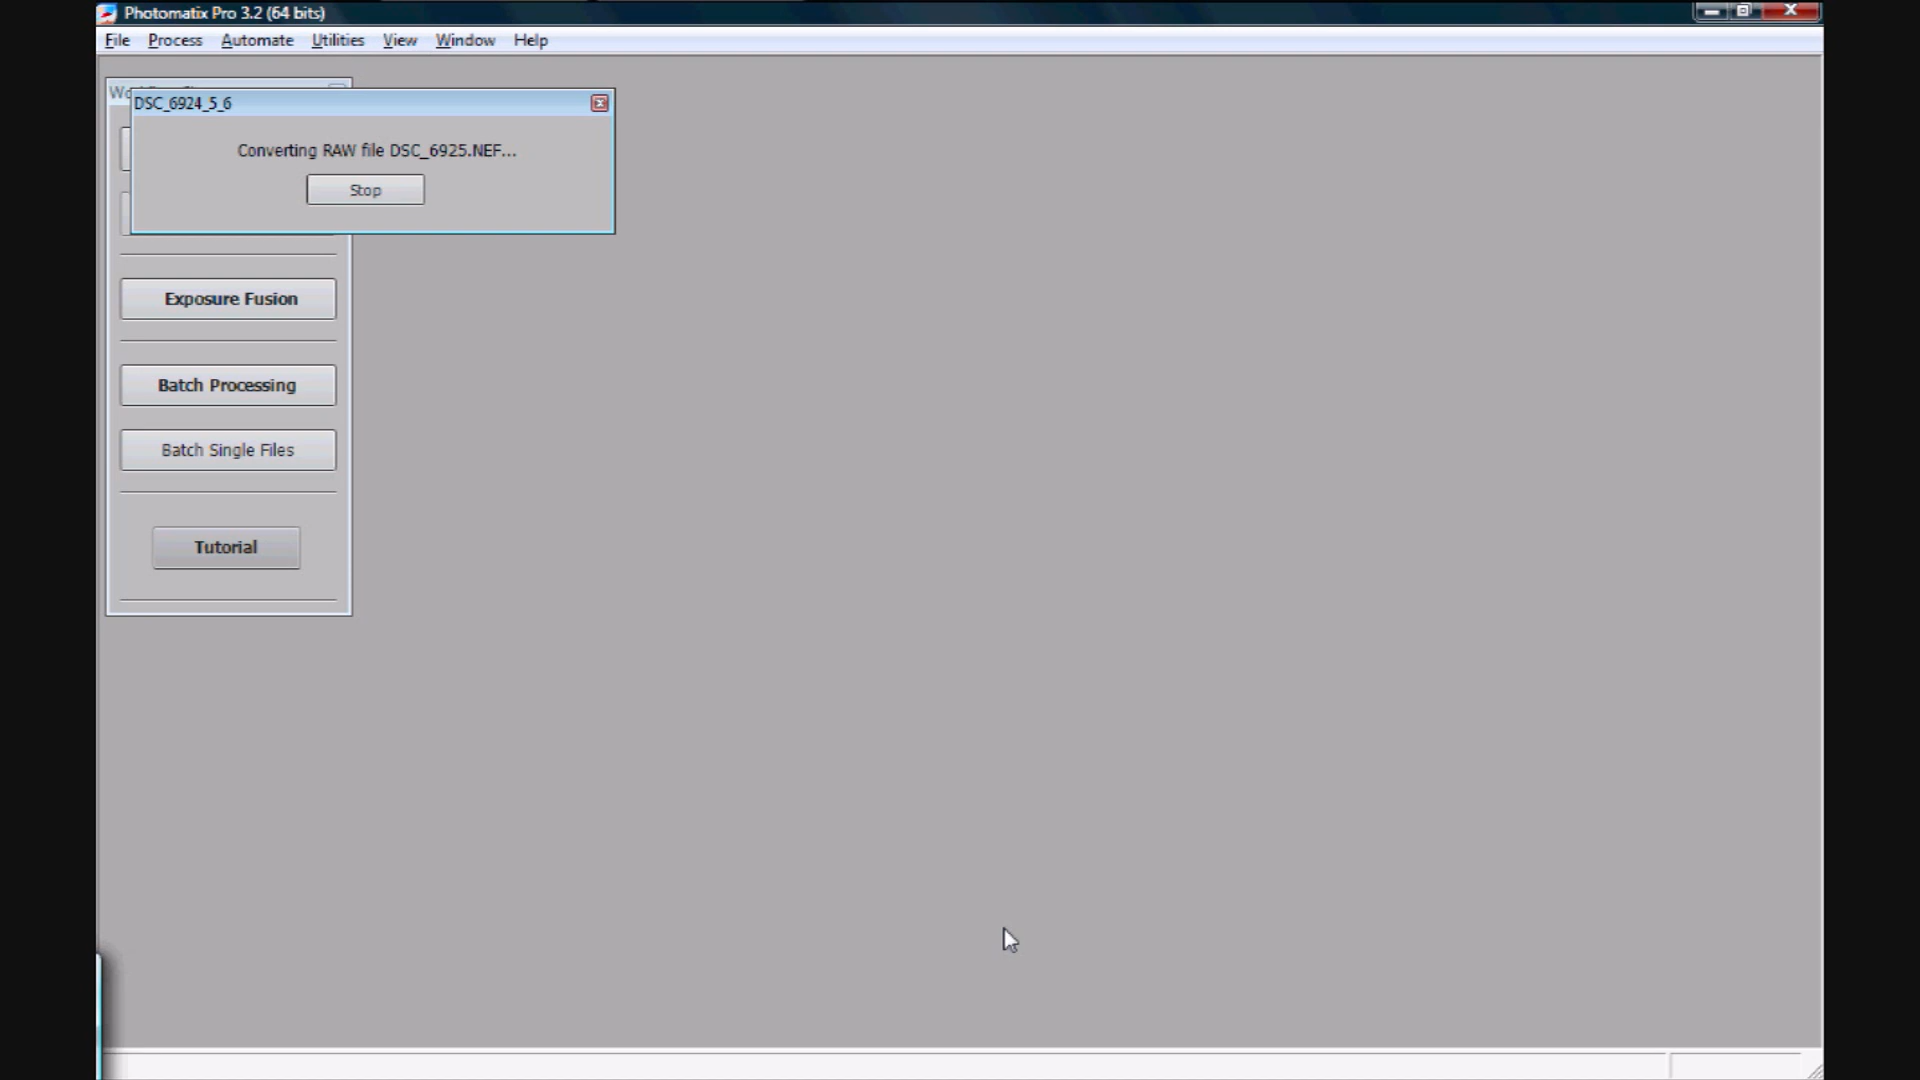 Photomatix Pro 3.2 (64 bits)
File Process Automate Utilities View Window Help
DSC_6924_5_6
Converting RAW file DSC_6925.NEF...
Stop
Exposure Fusion
Batch Processing
Batch Single Files
Tutorial